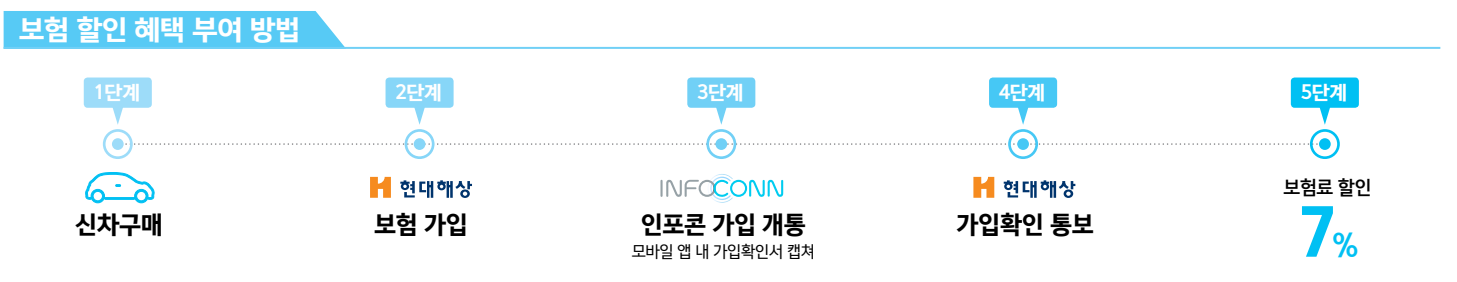 보험 할인 혜택 부여 방법
1단계
2단계
3단계
4단계
5단계
현대해상
INFOCONN
현대해상
보험료 할인
신차구매
보험 가입
인포콘 가입 개통
가입확인 통보
7%
모바일 앱 내 가입확인서 캡쳐